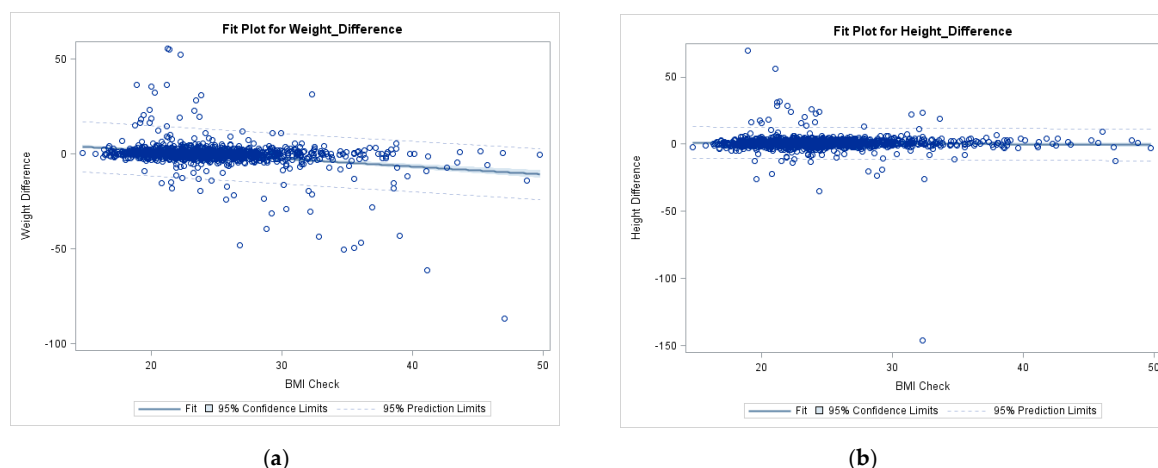 Fit Plot for Weight_Difference
50
0
-50
-100
Weight Difference
20 30 40 50
BMI Check
Fit 95% Confidence Limits 95% Prediction Limits
(a)
Fit Plot for Height_Difference
50
0
-50
-100
-150
Height Difference
20 30 40 50
BMI Check
Fit 95% Confidence Limits 95% Prediction Limits
(b)